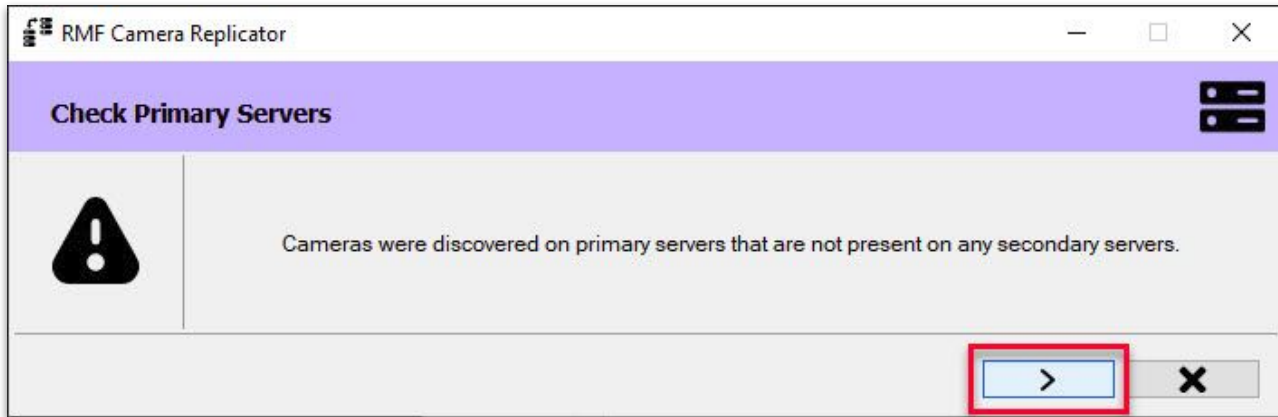 RMF Camera Replicator
Check Primary Servers
Cameras were discovered on primary servers that are not present on any secondary servers.